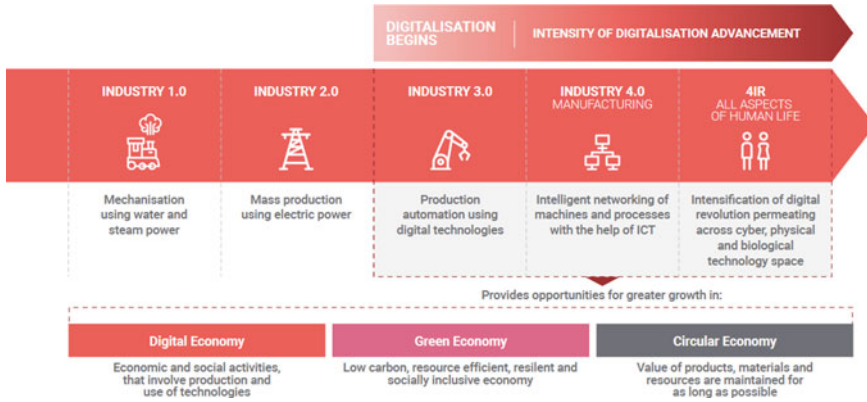 DIGITALISATION
BEGINS
INTENSITY OF DIGITALISATION ADVANCEMENT
INDUSTRY 1.0
Mechanisation
using water and
steam power
INDUSTRY 2.0
Mass production
using electric power
INDUSTRY 3.0
Production
automation using
digital technologies
INDUSTRY 4.0
MANUFACTURING
Intelligent networking of
machines and processes
with the help of ICT
4IR
ALL ASPECTS
OF HUMAN LIFE
Intensification of digital
revolution permeating
across cyber, physical
and biological
technology space
Provides opportunities for greater growth in:
Digital Economy
Economic and social activities,
that involve production and
use of technologies
Green Economy
Low carbon, resource efficient, resilent and
socially inclusive economy
Circular Economy
Value of products, materials and
resources are maintained for
as long as possible